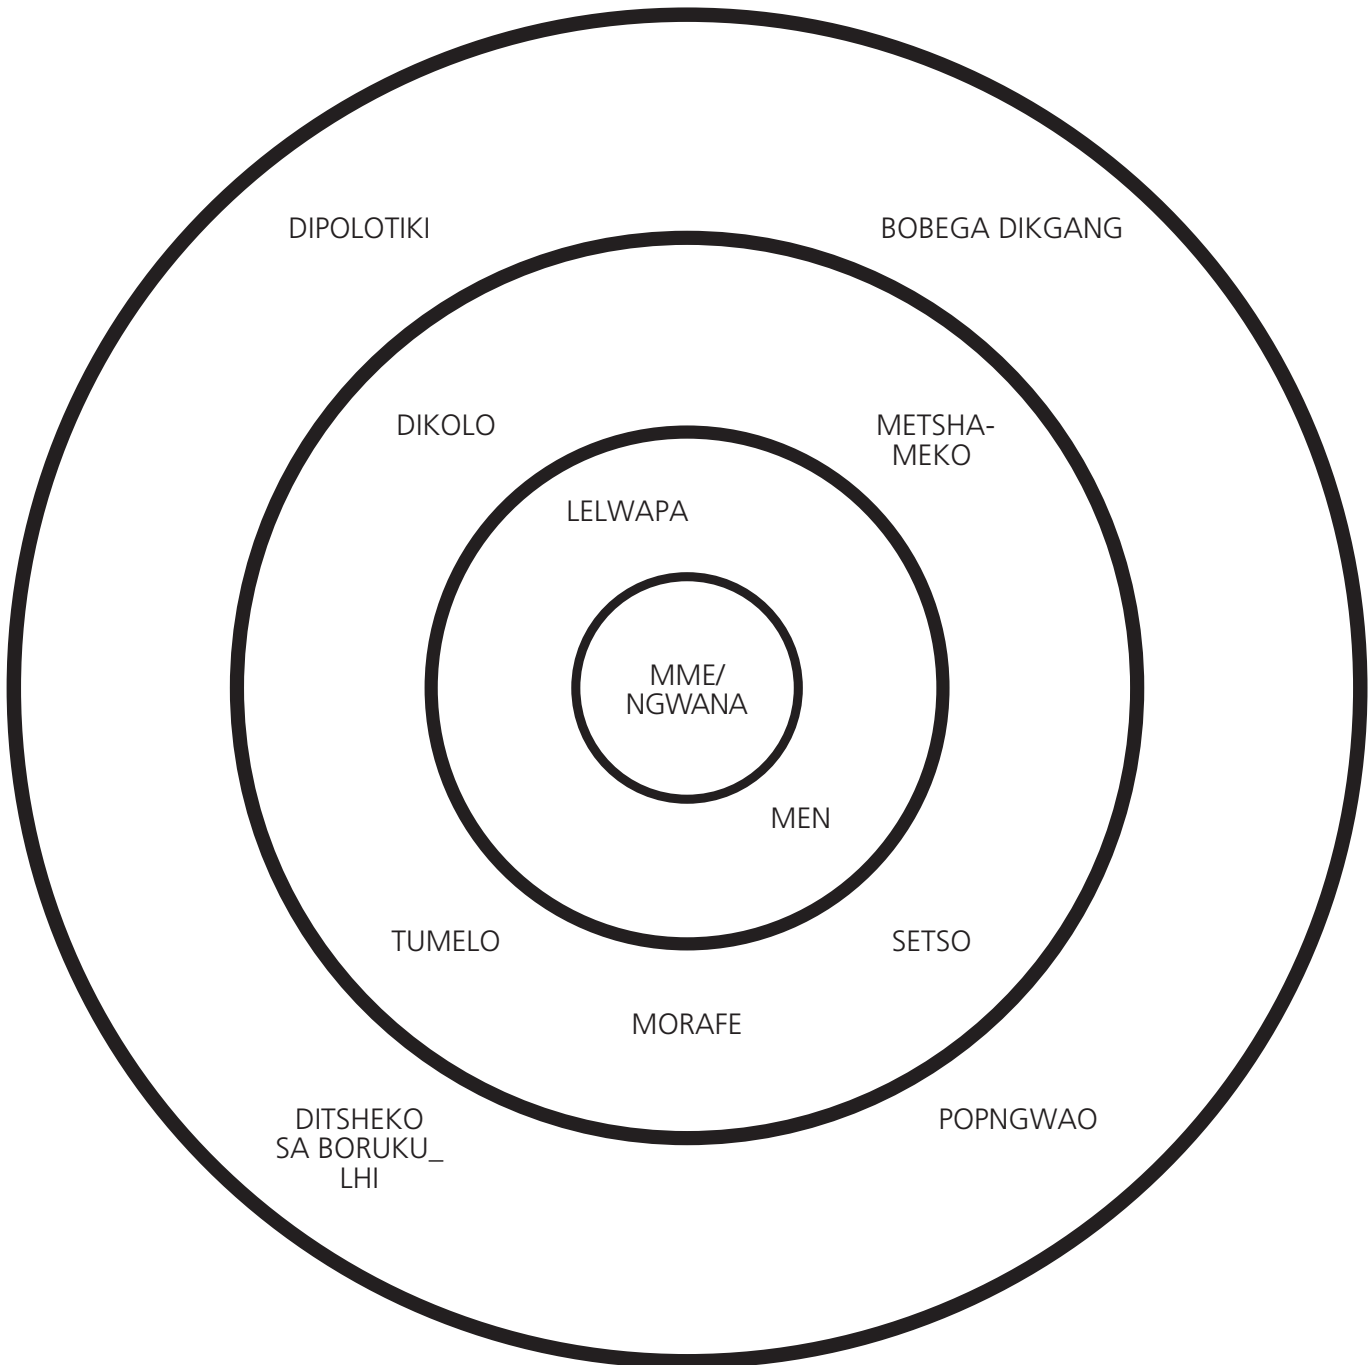 DIPOLOTIKI
BOBEGA DIKGANG
DIKOLO
METSHA-
MEKO
LELWAPA
MME/
NGWANA
MEN
TUMELO
SETSO
MORAFE
DITSHEKO
SA BORUKU_
LHI
POPNGWAO